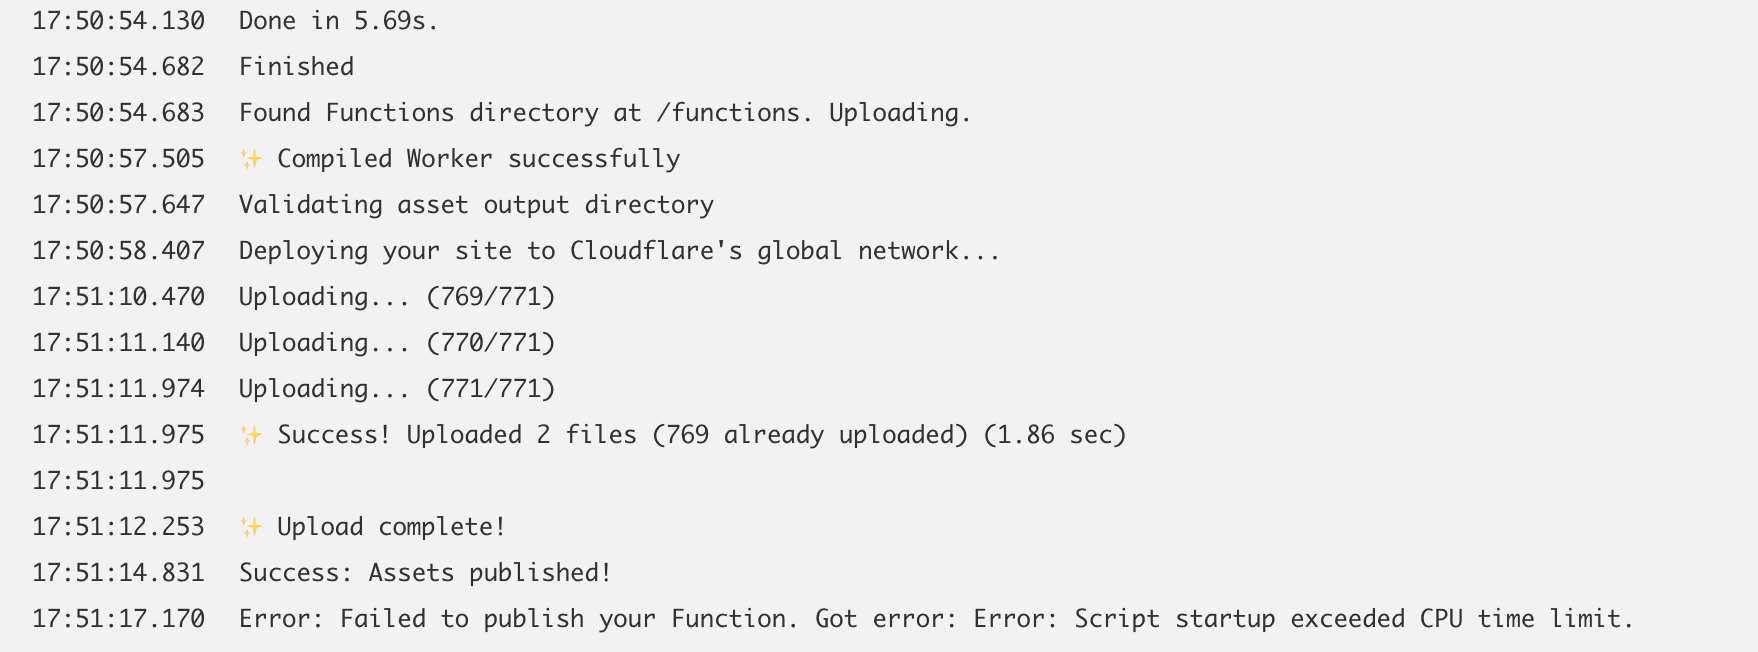 17:50:54.130 Done in 5.69s.
17:50:54.682 Finished
17:50:54.683 Found Functions directory at /functions. Uploading.
17:50:57.505 ✨ Compiled Worker successfully
17:50:57.647 Validating asset output directory
17:50:58.407 Deploying your site to Cloudflare's global network...
17:51:10.470 Uploading... (769/771)
17:51:11.140 Uploading... (770/771)
17:51:11.974 Uploading... (771/771)
17:51:11.975 ✨ Success! Uploaded 2 files (769 already uploaded) (1.86 sec)
17:51:11.975
17:51:12.253 ✨ Upload complete!
17:51:14.831 Success: Assets published!
17:51:17.170 Error: Failed to publish your Function. Got error: Error: Script startup exceeded CPU time limit.